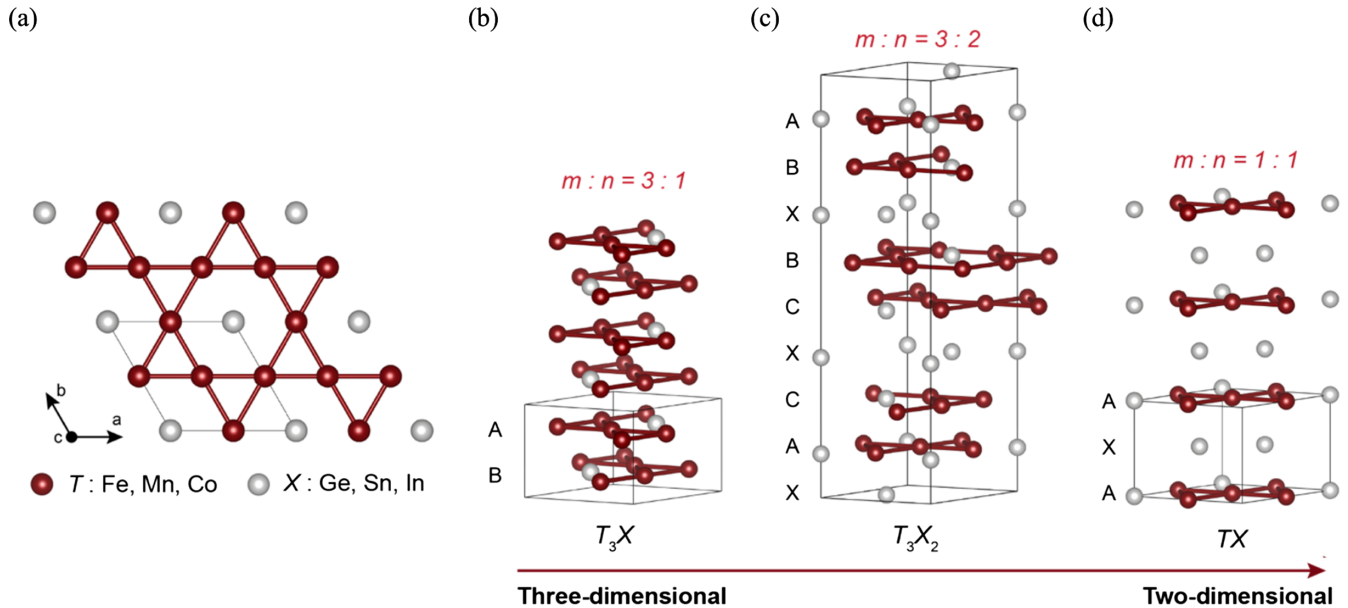 (a)
(b)
(c)
(d)
m : n = 3 : 2
m : n = 3 : 1
m : n = 1 : 1
A
B
X
B
C
X
C
A
X
A
B
A
X
A
b
a
c
T : Fe, Mn, Co
X : Ge, Sn, In
T₃X
T₃X₂
TX
Three-dimensional
Two-dimensional